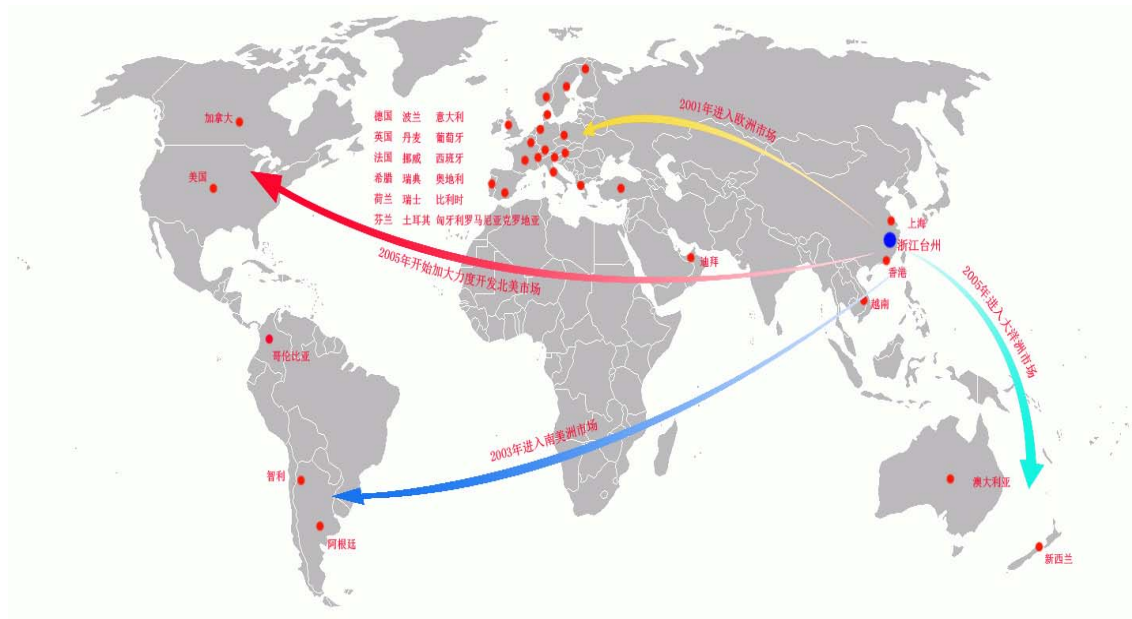 2001年进入欧洲市场
加拿大
德国 波兰 意大利
英国 丹麦 葡萄牙
法国 挪威 西班牙
美国
希腊 瑞典 奥地利
荷兰 瑞士 比利时
芬兰 土耳其 匈牙利罗马尼亚克罗地亚
上海
浙江台州
2005年开始加大力度开发北美市场
迪拜
香港
越南
2005年进入大洋洲市场
哥伦比亚
2003年进入南美洲市场
智利
澳大利亚
阿根廷
新西兰